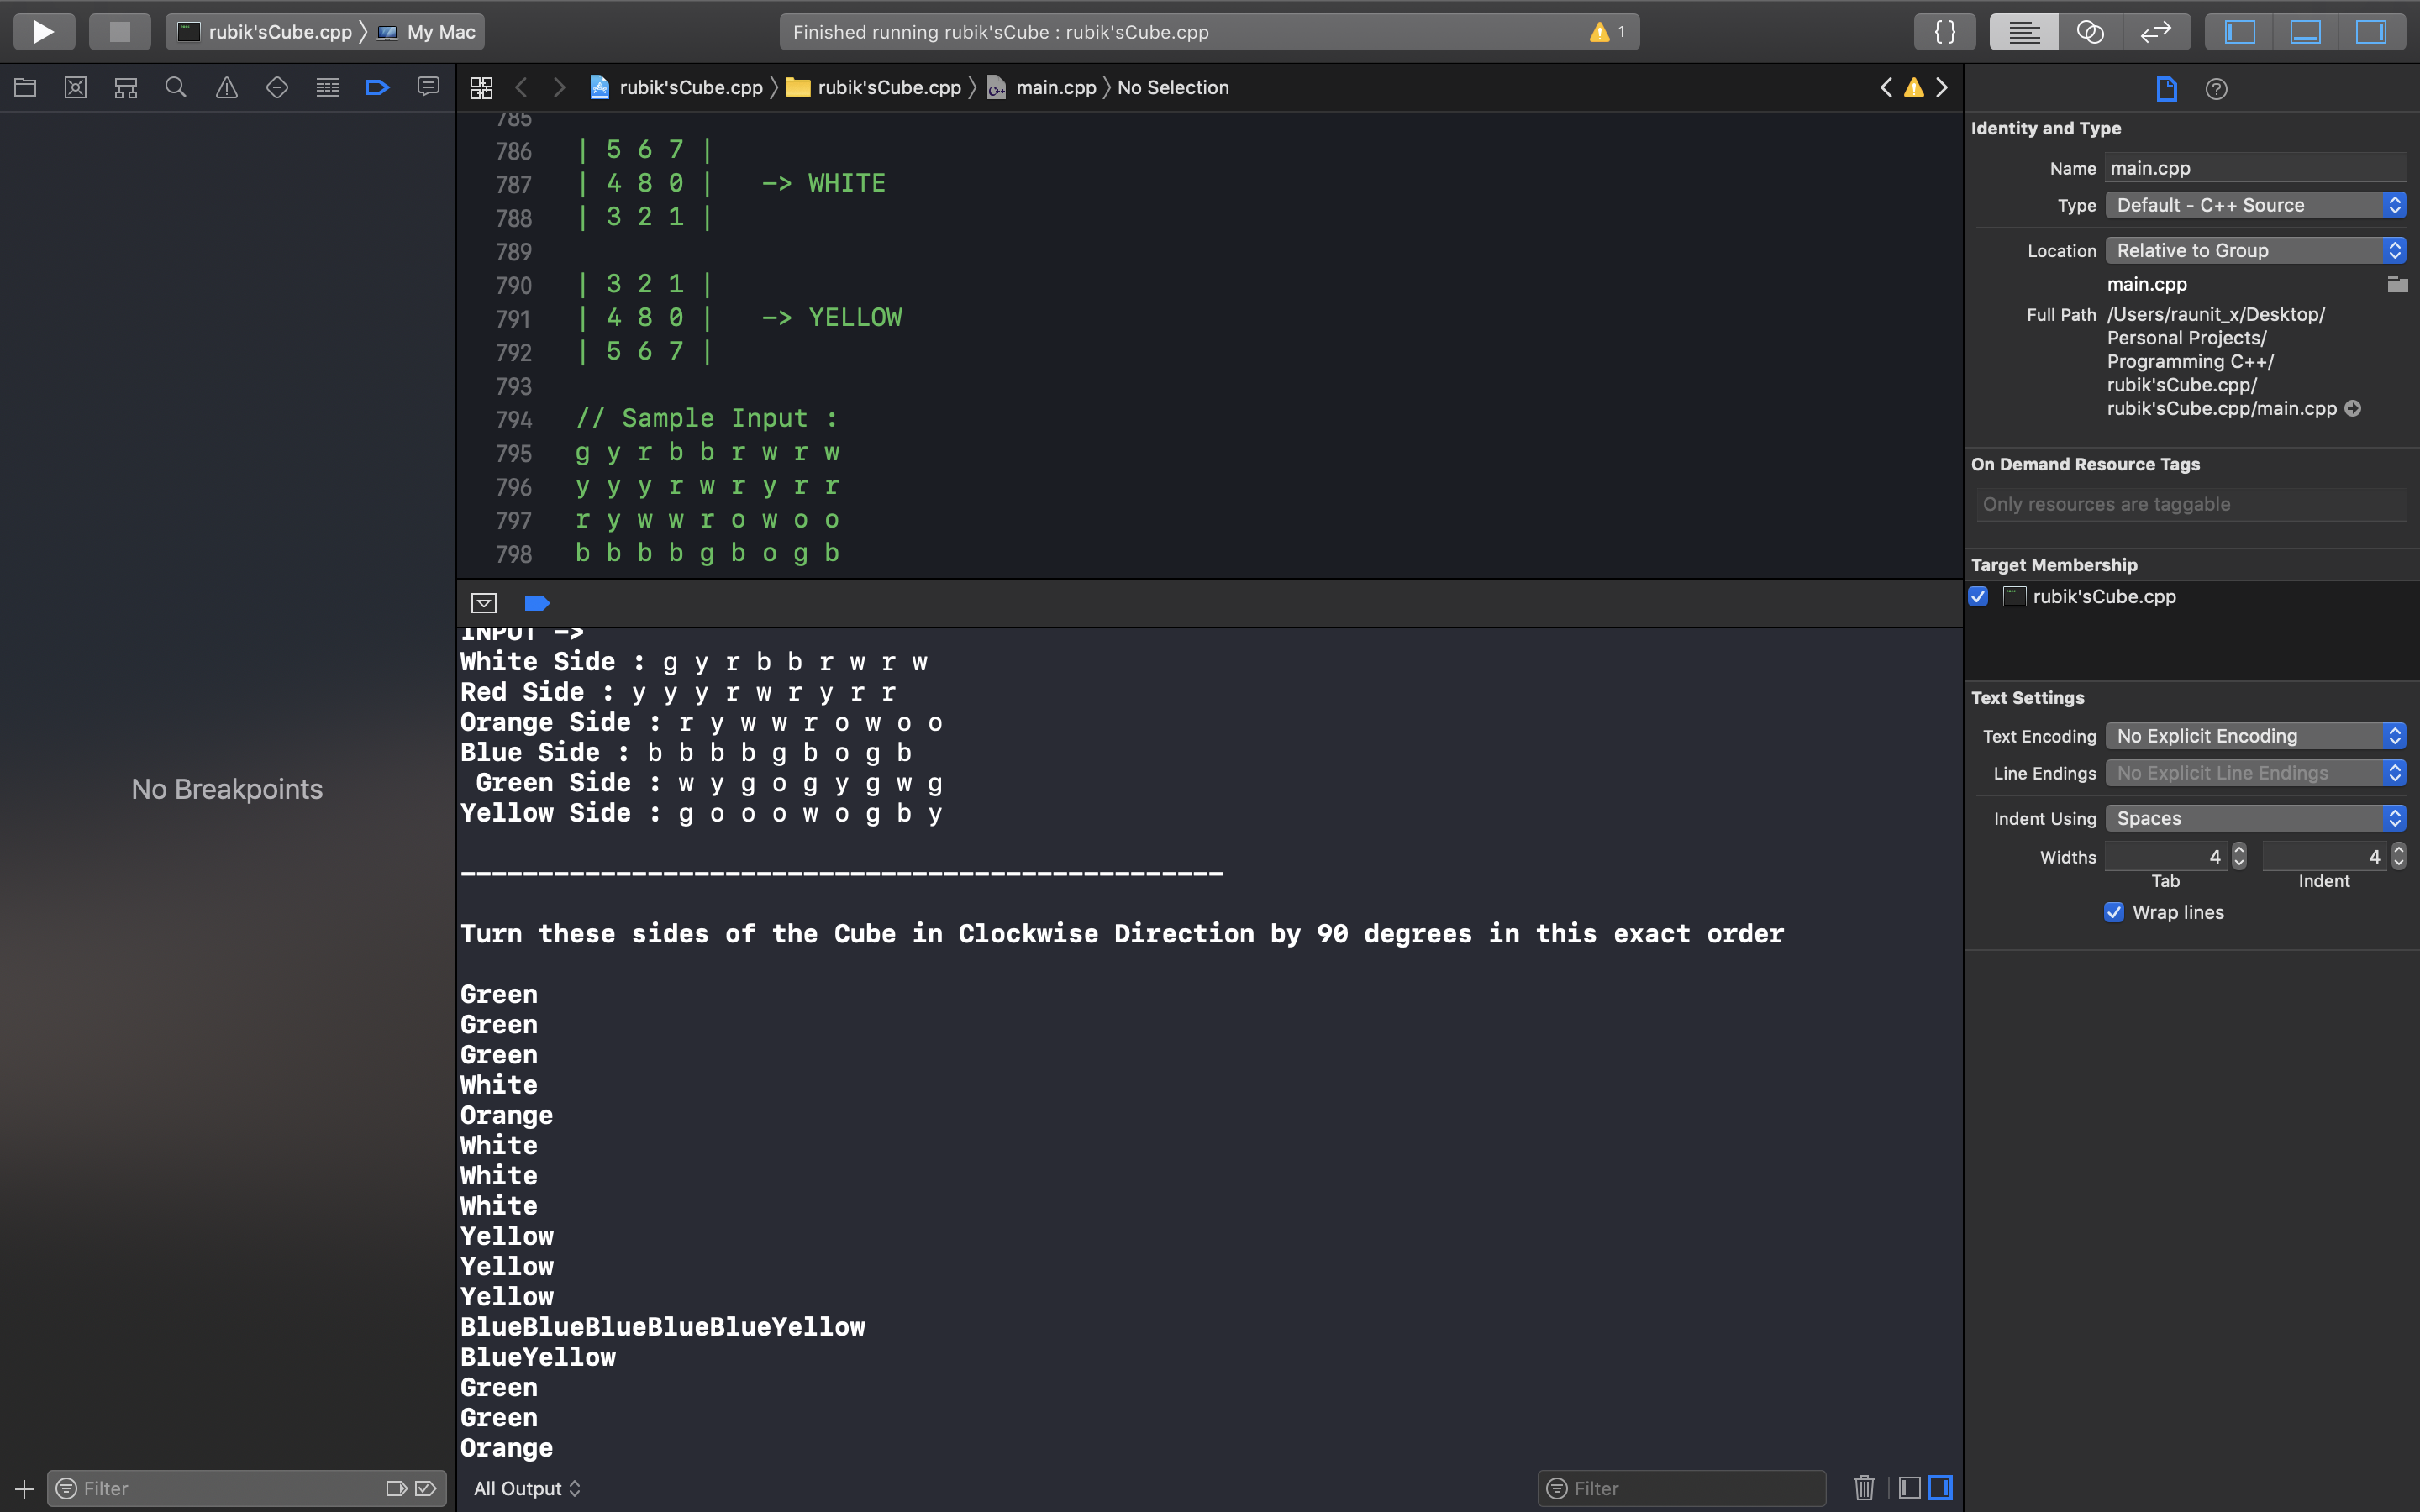 rubik'sCube.cpp 〉 My Mac
Finished running rubik'sCube : rubik'sCube.cpp
1
{}
rubik'sCube.cpp 〉 rubik'sCube.cpp 〉 main.cpp 〉 No Selection
785
786 | 5 6 7 |
787 | 4 8 0 | -> WHITE
788 | 3 2 1 |
789
790 | 3 2 1 |
791 | 4 8 0 | -> YELLOW
792 | 5 6 7 |
793
794 // Sample Input :
795 g y r b b r w r w
796 y y y r w r y r r
797 r y w w r o w o o
798 b b b b g b o g b
INPUT ->
White Side : g y r b b r w r w
Red Side : y y y r w r y r r
Orange Side : r y w w r o w o o
Blue Side : b b b b g b o g b
Green Side : w y g o g y g w g
Yellow Side : g o o o w o g b y
-------------------------------------------------
Turn these sides of the Cube in Clockwise Direction by 90 degrees in this exact order
Green
Green
Green
White
Orange
White
White
White
Yellow
Yellow
Yellow
BlueBlueBlueBlueBlueYellow
BlueYellow
Green
Green
Orange
No Breakpoints
Filter
All Output
Filter
Identity and Type
Name main.cpp
Type Default - C++ Source
Location Relative to Group
main.cpp
Full Path /Users/raunit_x/Desktop/
Personal Projects/
Programming C++/
rubik'sCube.cpp/
rubik'sCube.cpp/main.cpp
On Demand Resource Tags
Only resources are taggable
Target Membership
rubik'sCube.cpp
Text Settings
Text Encoding No Explicit Encoding
Line Endings No Explicit Line Endings
Indent Using Spaces
Widths 4 4
Tab Indent
Wrap lines